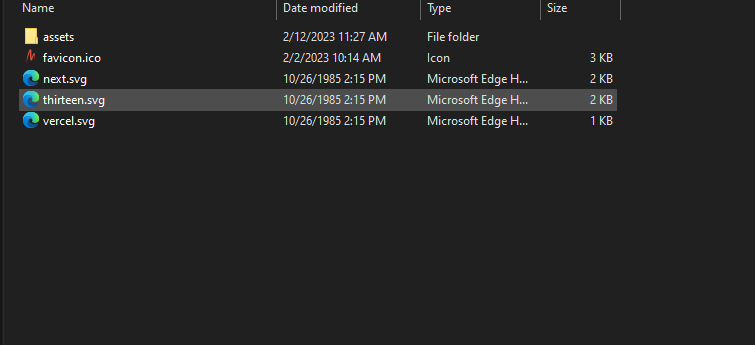 Name Date modified Type Size
assets 2/12/2023 11:27 AM File folder
favicon.ico 2/2/2023 10:14 AM Icon 3 KB
next.svg 10/26/1985 2:15 PM Microsoft Edge H... 2 KB
thirteen.svg 10/26/1985 2:15 PM Microsoft Edge H... 2 KB
vercel.svg 10/26/1985 2:15 PM Microsoft Edge H... 1 KB